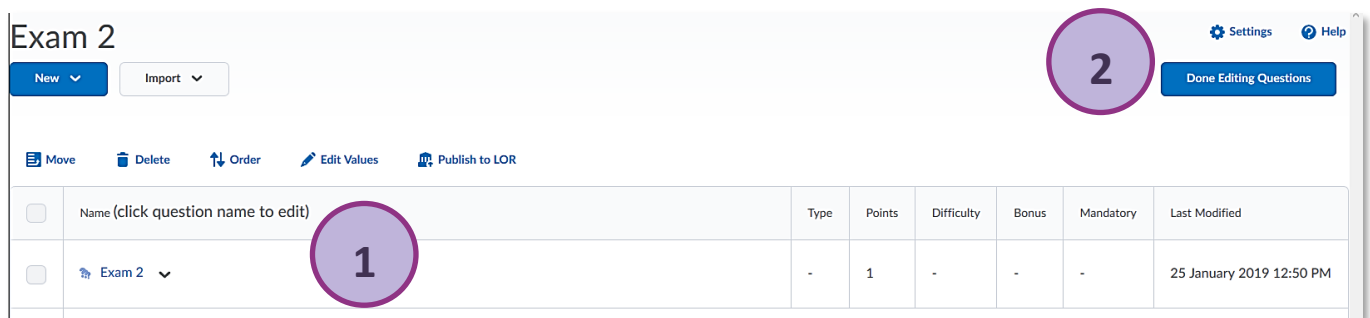 Exam 2
Settings Help
New Import
2
Done Editing Questions
Move Delete Order Edit Values Publish to LOR
Name (click question name to edit) Type Points Difficulty Bonus Mandatory Last Modified
1
Exam 2 - 1 - - - 25 January 2019 12:50 PM